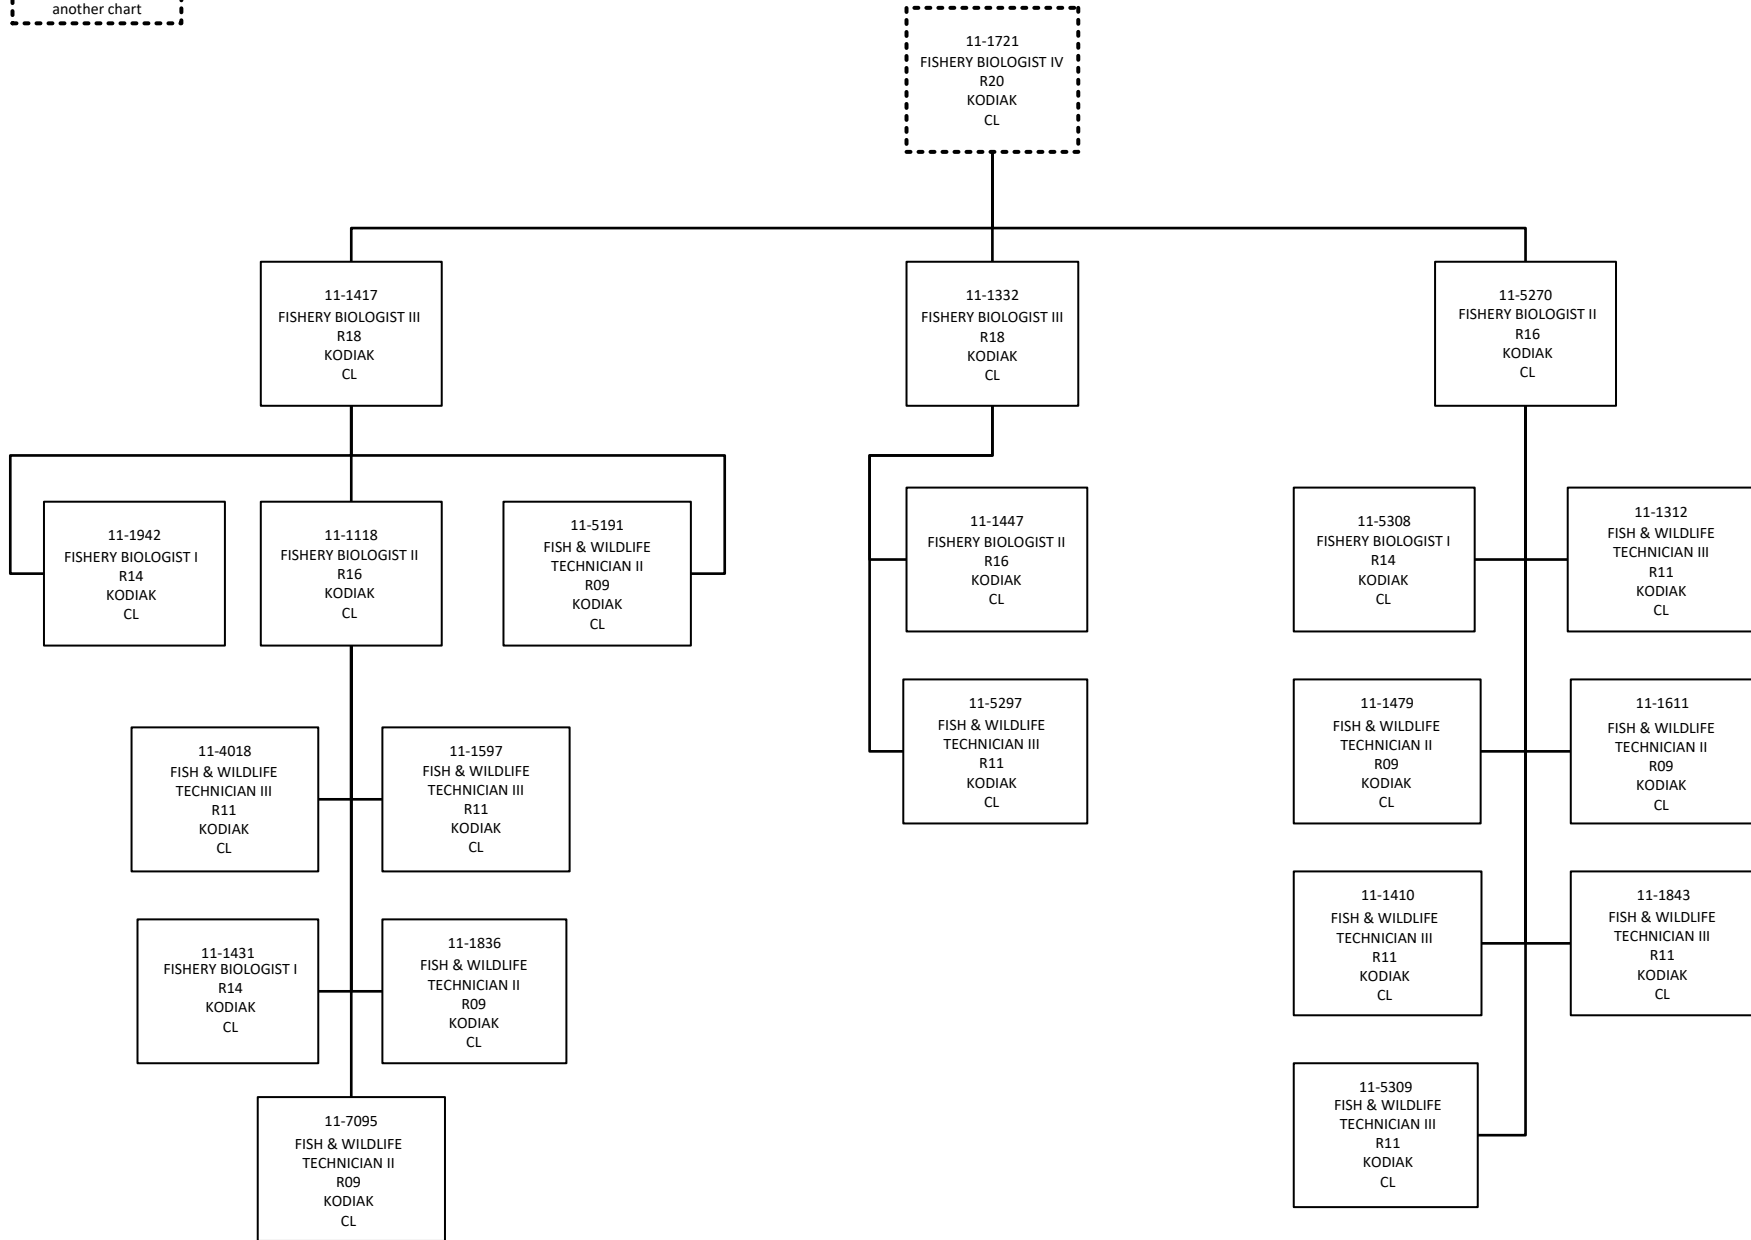 another chart
11-1721
FISHERY BIOLOGIST IV
R20
KODIAK
CL
11-1417
FISHERY BIOLOGIST III
R18
KODIAK
CL
11-1332
FISHERY BIOLOGIST III
R18
KODIAK
CL
11-5270
FISHERY BIOLOGIST II
R16
KODIAK
CL
11-1942
FISHERY BIOLOGIST I
R14
KODIAK
CL
11-1118
FISHERY BIOLOGIST II
R16
KODIAK
CL
11-5191
FISH & WILDLIFE
TECHNICIAN II
R09
KODIAK
CL
11-4018
FISH & WILDLIFE
TECHNICIAN III
R11
KODIAK
CL
11-1597
FISH & WILDLIFE
TECHNICIAN III
R11
KODIAK
CL
11-1431
FISHERY BIOLOGIST I
R14
KODIAK
CL
11-1836
FISH & WILDLIFE
TECHNICIAN II
R09
KODIAK
CL
11-7095
FISH & WILDLIFE
TECHNICIAN II
R09
KODIAK
CL
11-1447
FISHERY BIOLOGIST II
R16
KODIAK
CL
11-5297
FISH & WILDLIFE
TECHNICIAN III
R11
KODIAK
CL
11-5308
FISHERY BIOLOGIST I
R14
KODIAK
CL
11-1312
FISH & WILDLIFE
TECHNICIAN III
R11
KODIAK
CL
11-1479
FISH & WILDLIFE
TECHNICIAN II
R09
KODIAK
CL
11-1611
FISH & WILDLIFE
TECHNICIAN II
R09
KODIAK
CL
11-1410
FISH & WILDLIFE
TECHNICIAN III
R11
KODIAK
CL
11-1843
FISH & WILDLIFE
TECHNICIAN III
R11
KODIAK
CL
11-5309
FISH & WILDLIFE
TECHNICIAN III
R11
KODIAK
CL